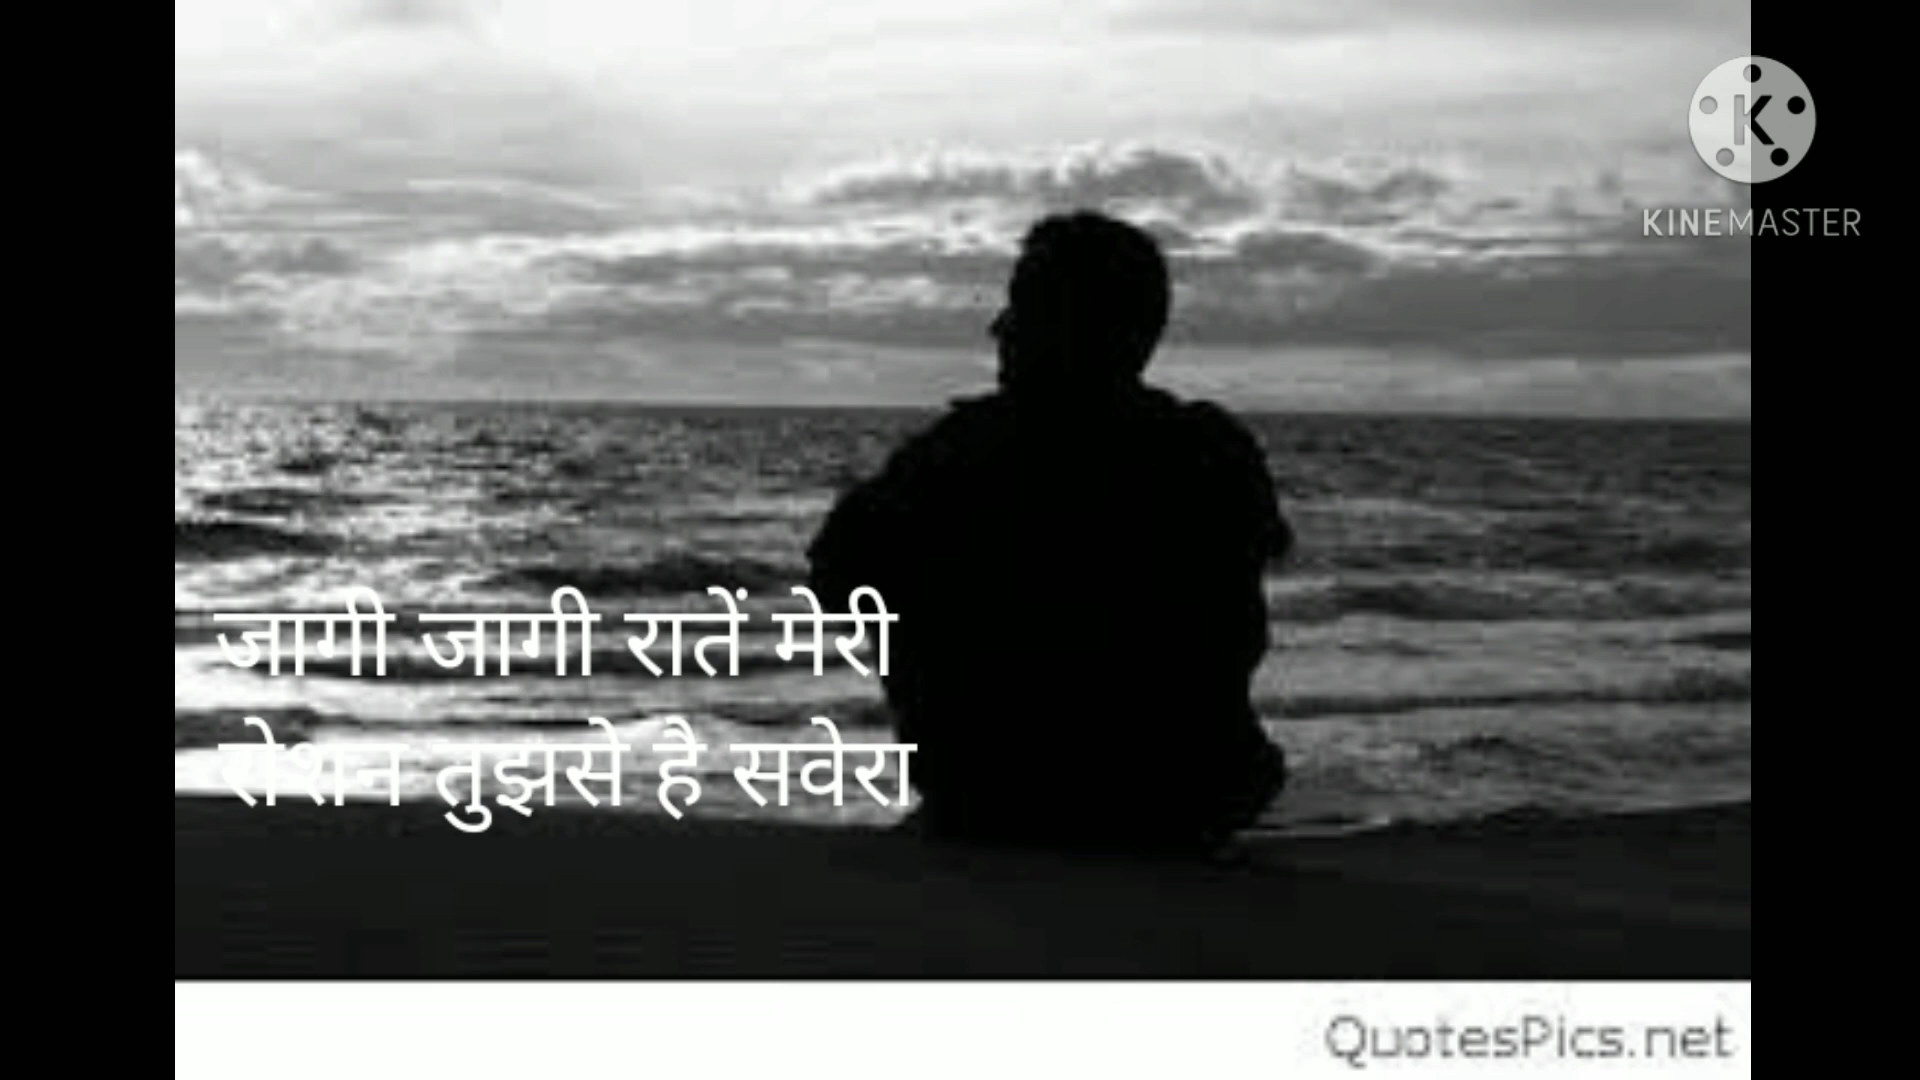 KINEMASTER
जागी जागी रातें मेरी
रोशन तुझसे है सवेरा
QuotesPics.net